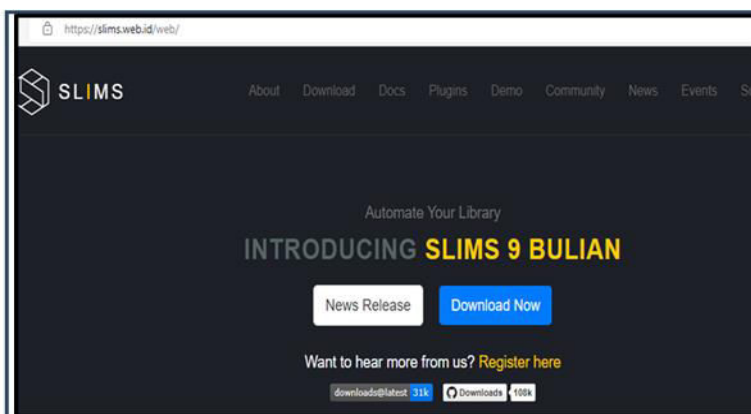 https://slims.web.id/web/
SLIMS About Download Docs Plugins Demo Community News Events
Automate Your Library
INTRODUCING SLIMS 9 BULIAN
News Release Download Now
Want to hear more from us? Register here
downloads@latest 31k Downloads 108k